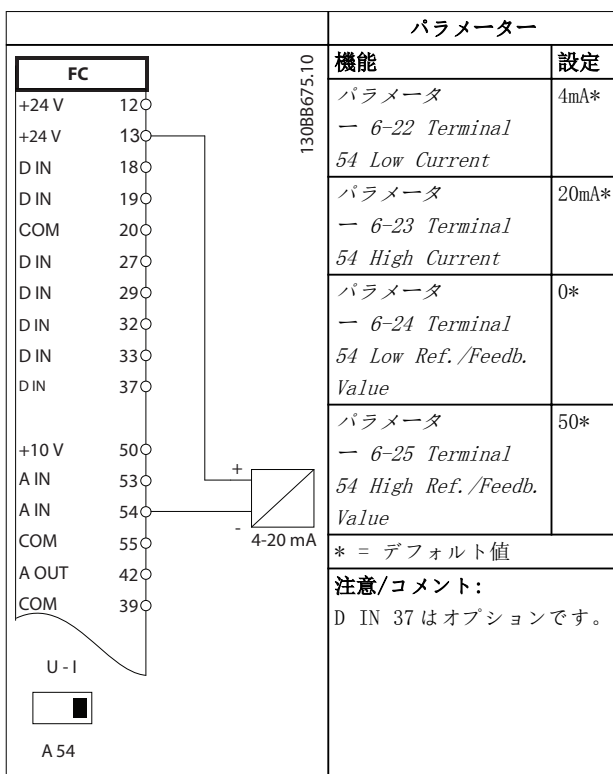 FC
+24 V 12
+24 V 13
D IN 18
D IN 19
COM 20
D IN 27
D IN 29
D IN 32
D IN 33
D IN 37
+10 V 50
A IN 53
A IN 54
COM 55
A OUT 42
COM 39
U - I
A 54
+
-
4-20 mA
130BB675.10
パラメーター
機能 設定
パラメータ 4mA*
ー 6-22 Terminal
54 Low Current
パラメータ 20mA*
ー 6-23 Terminal
54 High Current
パラメータ 0*
ー 6-24 Terminal
54 Low Ref./Feedb.
Value
パラメータ 50*
ー 6-25 Terminal
54 High Ref./Feedb.
Value
* = デフォルト値
注意/コメント:
D IN 37はオプションです。